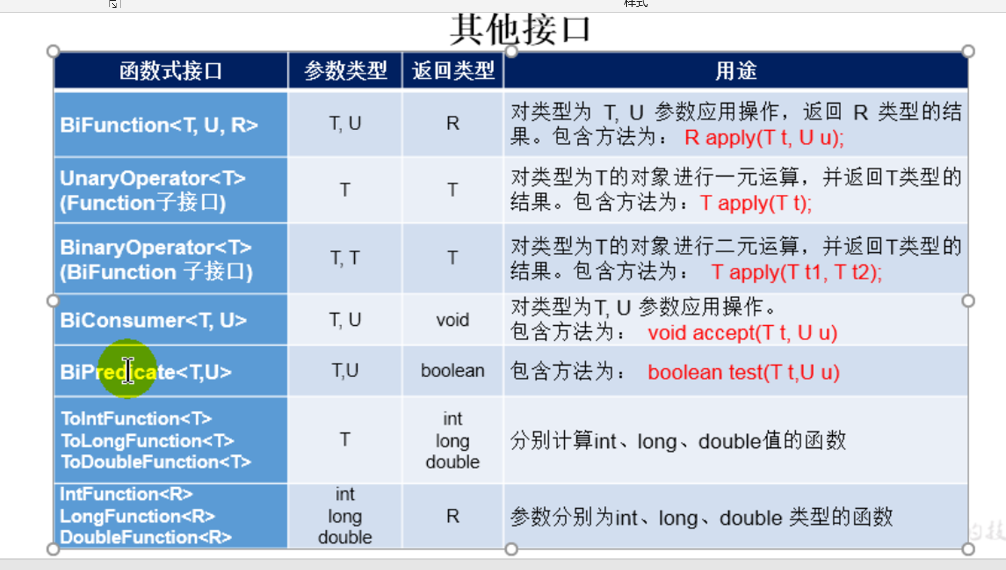 样式
其他接口
函数式接口 参数类型 返回类型 用途
BiFunction<T, U, R> T, U R 对类型为 T, U 参数应用操作，返回 R 类型的结
果。包含方法为： R apply(T t, U u);
UnaryOperator<T>
(Function子接口) T T 对类型为T的对象进行一元运算，并返回T类型的
结果。包含方法为：T apply(T t);
BinaryOperator<T>
(BiFunction 子接口) T, T T 对类型为T的对象进行二元运算，并返回T类型的
结果。包含方法为： T apply(T t1, T t2);
BiConsumer<T, U> T, U void 对类型为T, U 参数应用操作。
包含方法为： void accept(T t, U u)
BiPredicate<T,U> T,U boolean 包含方法为： boolean test(T t,U u)
ToIntFunction<T>
ToLongFunction<T>
ToDoubleFunction<T>
T
int
long
double
分别计算int、long、double值的函数
IntFunction<R>
LongFunction<R>
DoubleFunction<R>
int
long
double
R
参数分别为int、long、double 类型的函数